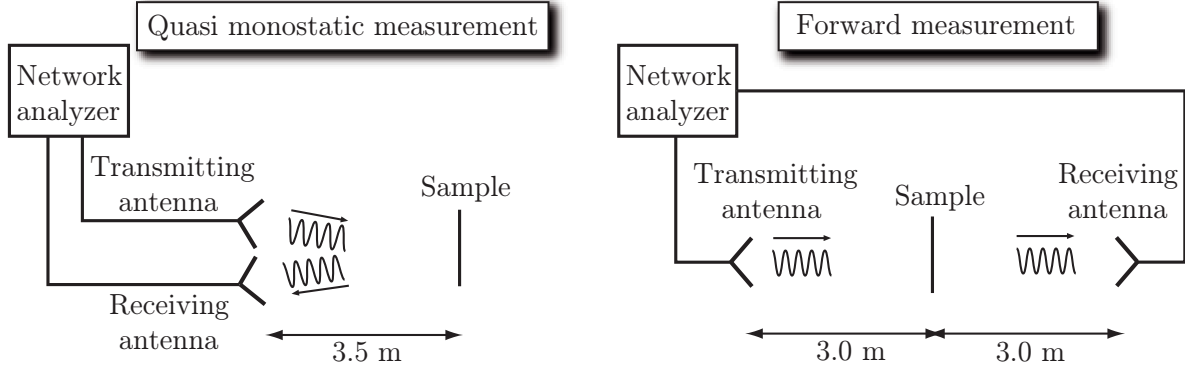 Quasi monostatic measurement
Network
analyzer
Transmitting
antenna
Sample
Receiving
antenna
3.5 m
Forward measurement
Network
analyzer
Transmitting
antenna
Sample
Receiving
antenna
3.0 m
3.0 m